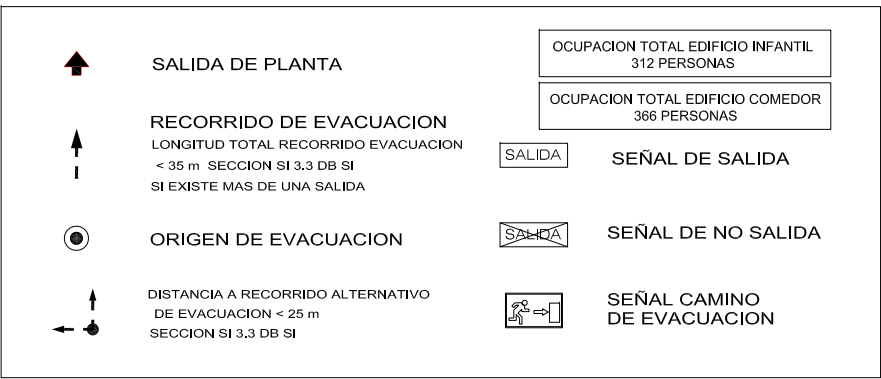 SALIDA DE PLANTA
RECORRIDO DE EVACUACION
LONGITUD TOTAL RECORRIDO EVACUACION
< 35 m SECCION SI 3.3 DB SI
SI EXISTE MAS DE UNA SALIDA
ORIGEN DE EVACUACION
DISTANCIA A RECORRIDO ALTERNATIVO
DE EVACUACION < 25 m
SECCION SI 3.3 DB SI
OCUPACION TOTAL EDIFICIO INFANTIL
312 PERSONAS
OCUPACION TOTAL EDIFICIO COMEDOR
366 PERSONAS
SALIDA
SEÑAL DE SALIDA
SALIDA
SEÑAL DE NO SALIDA
SEÑAL CAMINO
DE EVACUACION